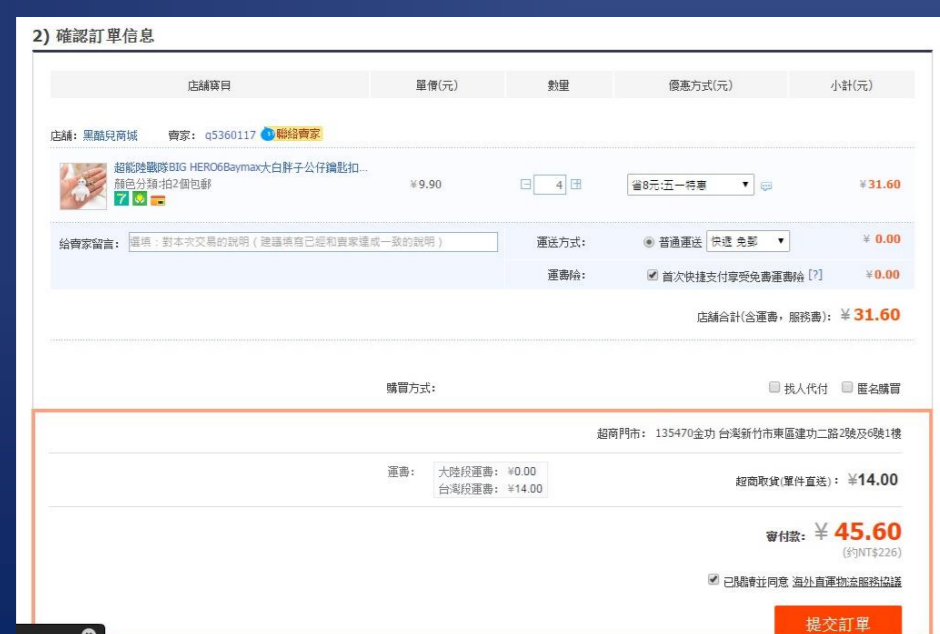 2) 確認訂單信息
店鋪寶貝 單價(元) 數量 優惠方式(元) 小計(元)
店鋪: 黑酷兒商城 賣家: q5360117 聯絡賣家
超能陸戰隊BIG HERO6Baymax大白胖子公仔鑰匙扣...
顏色分類:拍2個包郵 ¥9.90 4 省8元:五一特惠 ¥31.60
7
給賣家留言: 選填:對本次交易的說明(建議填寫已經和賣家達成一致的說明) 運送方式: 普通運送 快遞 免郵 ¥ 0.00
運費險: 首次快捷支付享受免費運費險 [?] ¥0.00
店鋪合計(含運費,服務費): ¥31.60
購買方式: 找人代付 匿名購買
超商門市: 135470金功 台灣新竹市東區建功二路2號及6號1樓
運費: 大陸段運費: ¥0.00
台灣段運費: ¥14.00 超商取貨(單件直送): ¥14.00
實付款: ¥ 45.60
(約NT$226)
已閱讀並同意 海外直運物流服務協議
提交訂單